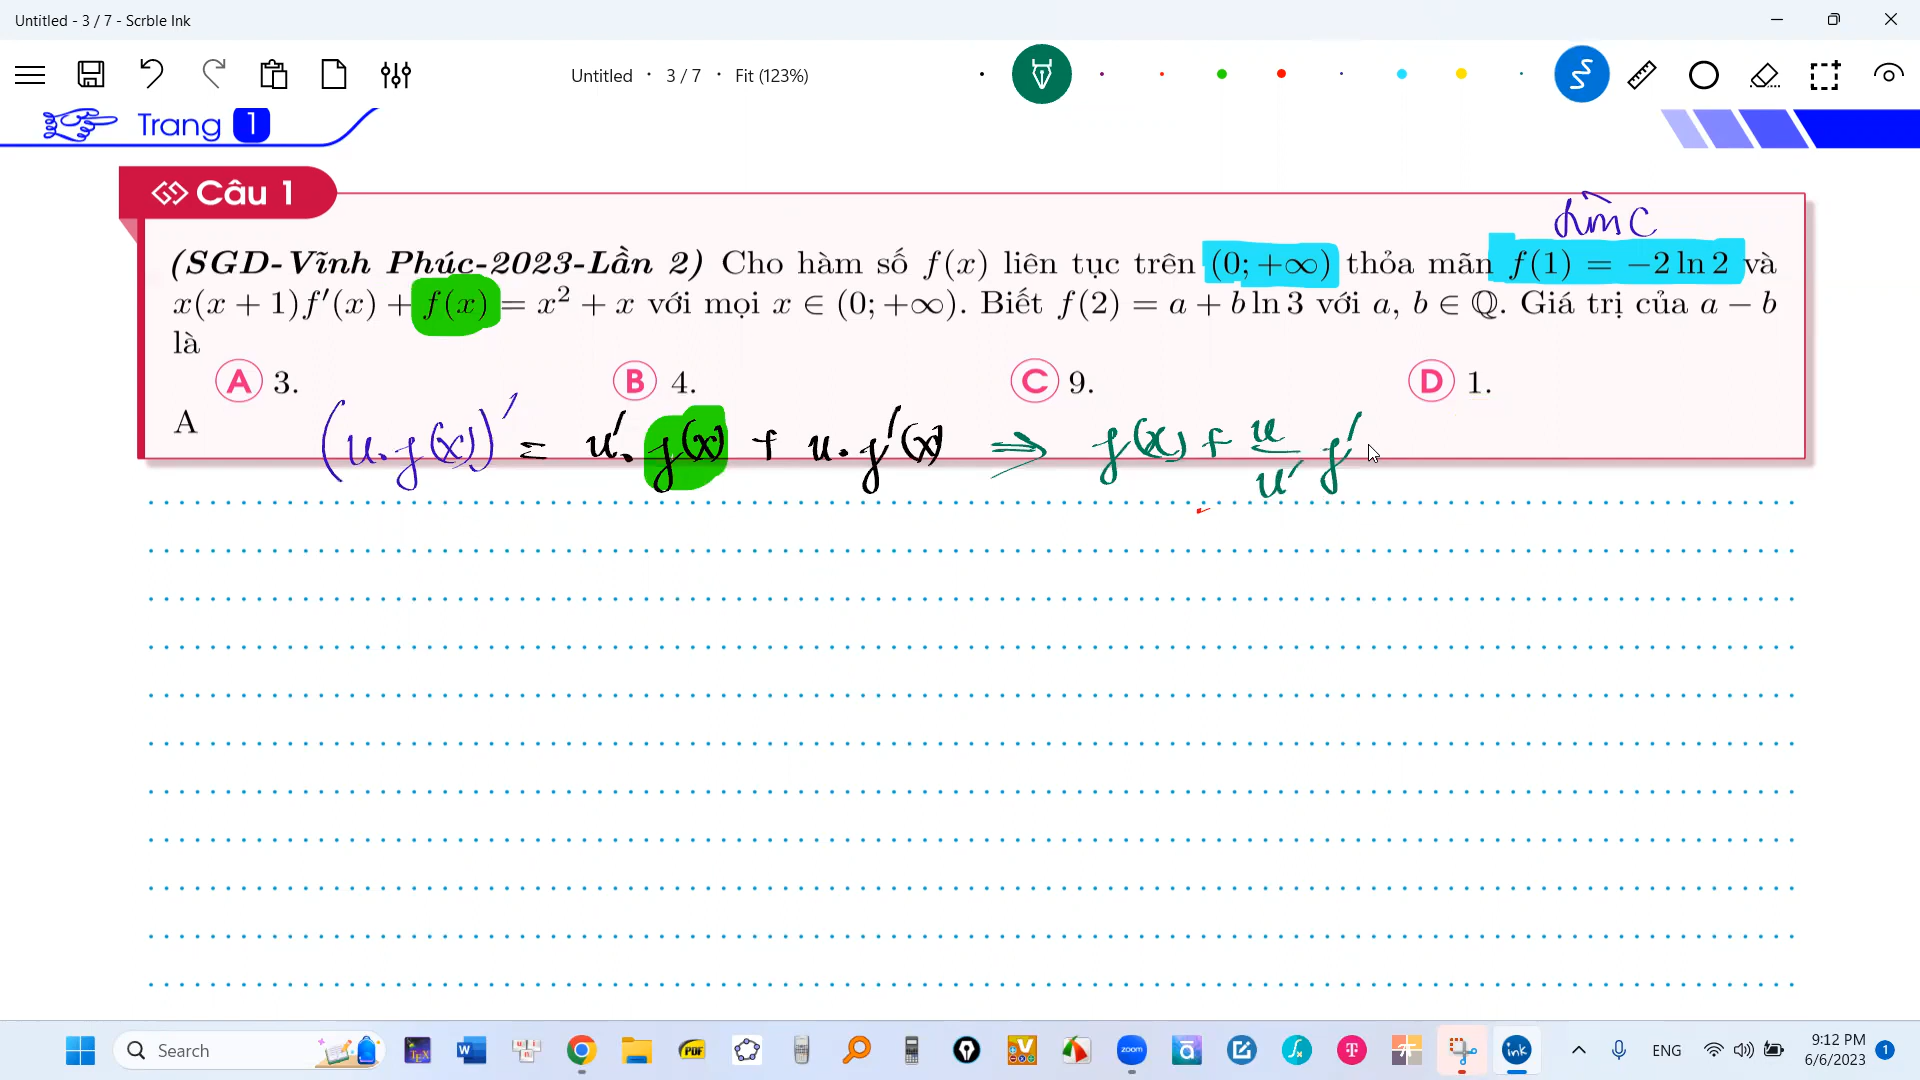 Untitled - 3 / 7 - Scrble Ink
Untitled • 3 / 7 • Fit (123%)
Trang 1
Câu 1
tìm C
(SGD-Vĩnh Phúc-2023-Lần 2) Cho hàm số f(x) liên tục trên (0; +∞) thỏa mãn f(1) = −2 ln 2 và
x(x + 1)f′(x) + f(x) = x² + x với mọi x ∈ (0; +∞). Biết f(2) = a + b ln 3 với a, b ∈ ℚ. Giá trị của a − b
là
A 3. B 4. C 9. D 1.
A
(u.f(x))′ = u′.f(x) + u.f′(x) ⇒ f(x) + u/u′ f′
Search
ENG
9:12 PM
6/6/2023
1